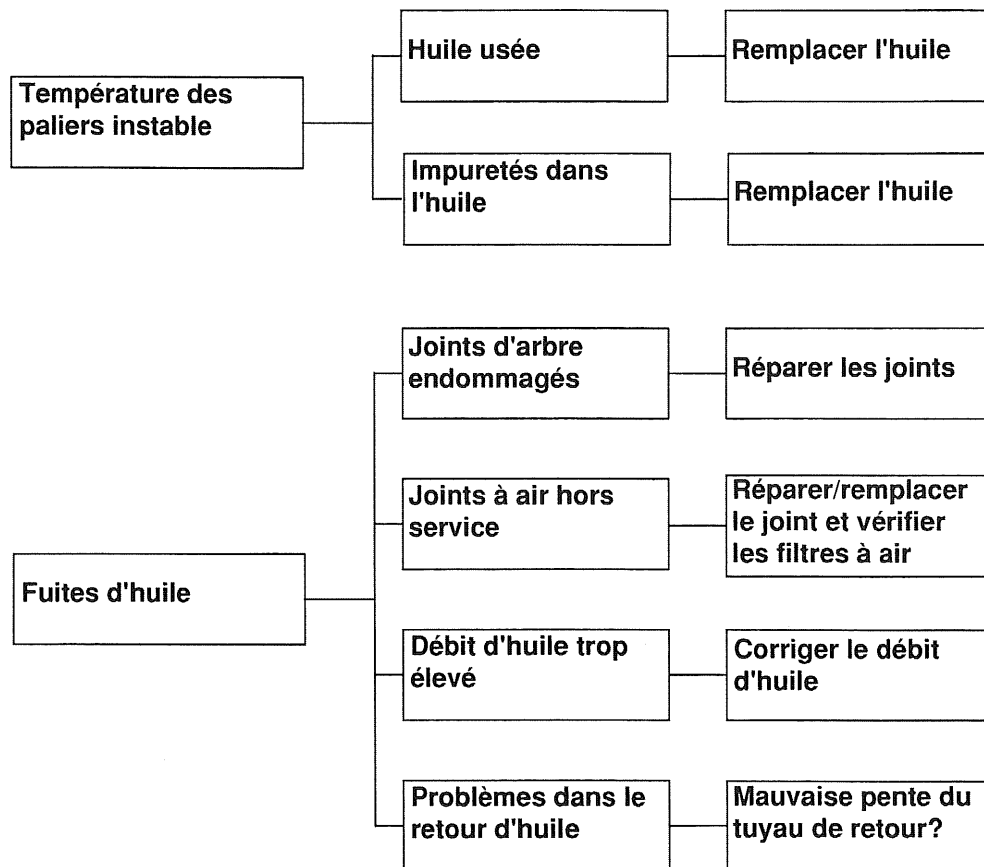 Huile usée
Remplacer l'huile
Température des
paliers instable
Impuretés dans
l'huile
Remplacer l'huile
Joints d'arbre
endommagés
Réparer les joints
Joints à air hors
service
Réparer/remplacer
le joint et vérifier
les filtres à air
Fuites d'huile
Débit d'huile trop
élevé
Corriger le débit
d'huile
Problèmes dans le
retour d'huile
Mauvaise pente du
tuyau de retour?